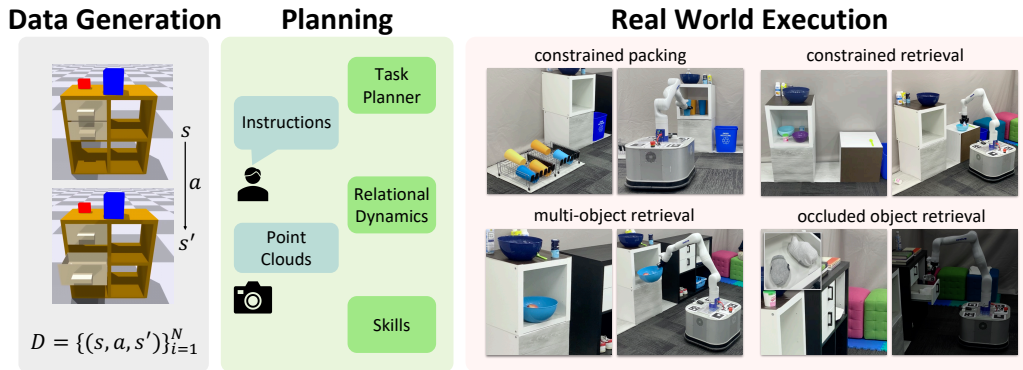 Data Generation
s
a
s′
D = {(s, a, s′)}ᴺᵢ₌₁
Planning
Task
Planner
Instructions
Relational
Dynamics
Point
Clouds
Skills
Real World Execution
constrained packing
constrained retrieval
multi-object retrieval
occluded object retrieval